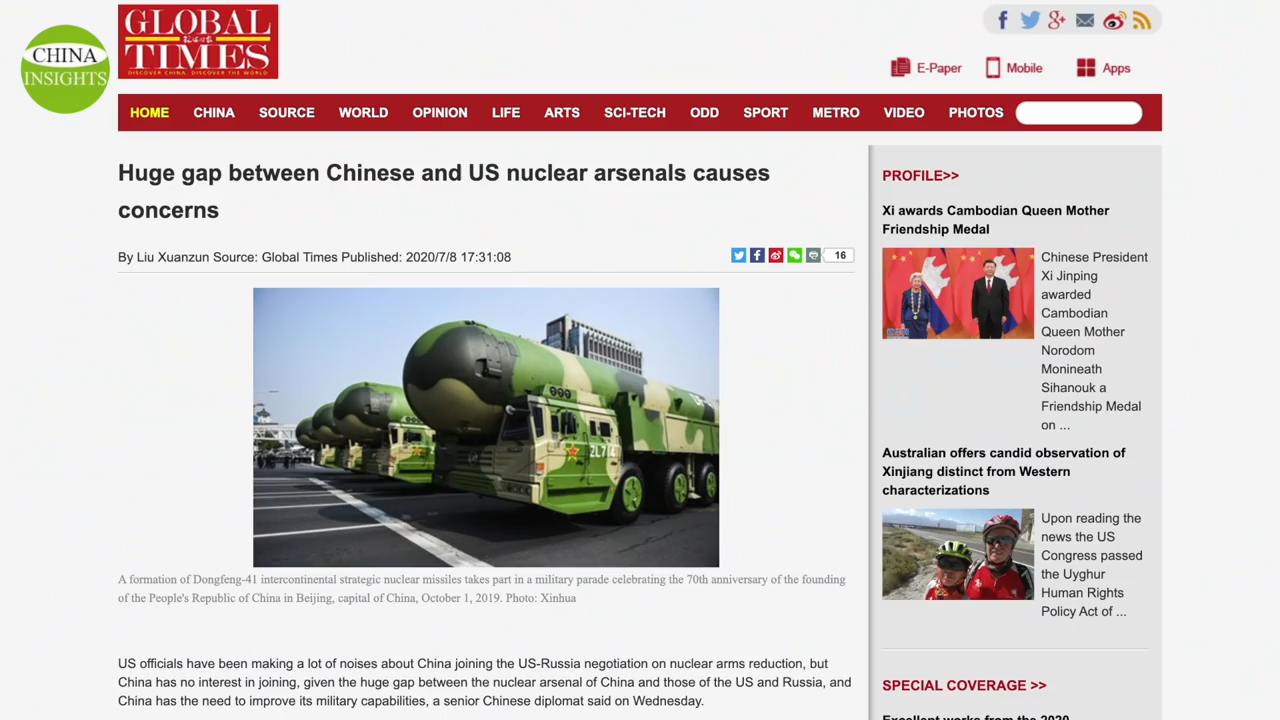 CHINA
INSIGHTS
GLOBAL
TIMES
DISCOVER CHINA, DISCOVER THE WORLD
E-Paper
Mobile
Apps
HOME CHINA SOURCE WORLD OPINION LIFE ARTS SCI-TECH ODD SPORT METRO VIDEO PHOTOS
Huge gap between Chinese and US nuclear arsenals causes
concerns
By Liu Xuanzun Source: Global Times Published: 2020/7/8 17:31:08
16
A formation of Dongfeng-41 intercontinental strategic nuclear missiles takes part in a military parade celebrating the 70th anniversary of the founding
of the People's Republic of China in Beijing, capital of China, October 1, 2019. Photo: Xinhua
US officials have been making a lot of noises about China joining the US-Russia negotiation on nuclear arms reduction, but
China has no interest in joining, given the huge gap between the nuclear arsenal of China and those of the US and Russia, and
China has the need to improve its military capabilities, a senior Chinese diplomat said on Wednesday.
PROFILE>>
Xi awards Cambodian Queen Mother
Friendship Medal
Chinese President
Xi Jinping
awarded
Cambodian
Queen Mother
Norodom
Monineath
Sihanouk a
Friendship Medal
on ...
Australian offers candid observation of
Xinjiang distinct from Western
characterizations
Upon reading the
news the US
Congress passed
the Uyghur
Human Rights
Policy Act of ...
SPECIAL COVERAGE >>
Excellent works from the 2020